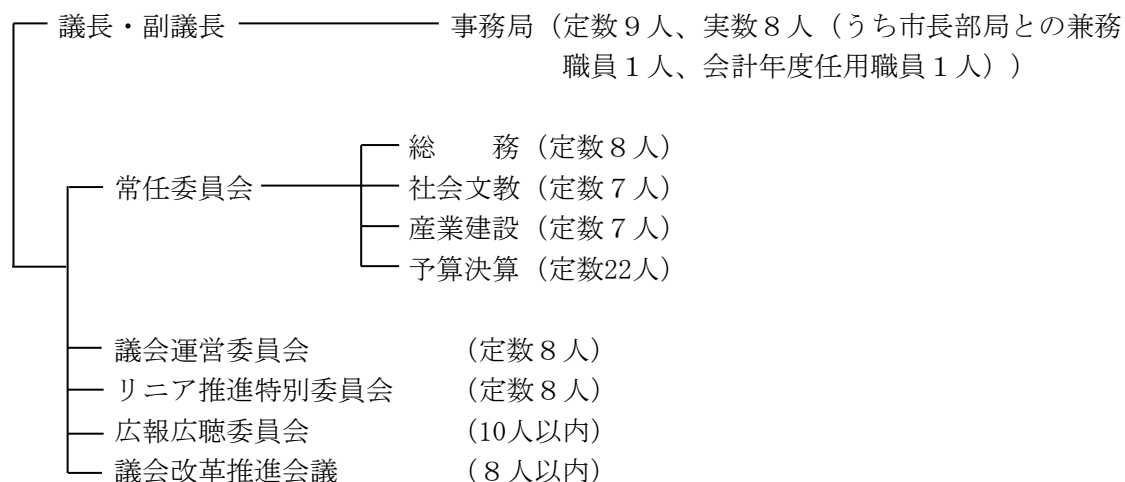 議長・副議長 事務局（定数９人、実数８人（うち市長部局との兼務
職員１人、会計年度任用職員１人））
総　　務（定数８人）
常任委員会 社会文教（定数７人）
産業建設（定数７人）
予算決算（定数22人）
議会運営委員会 （定数８人）
リニア推進特別委員会 （定数８人）
広報広聴委員会 （10人以内）
議会改革推進会議 （８人以内）